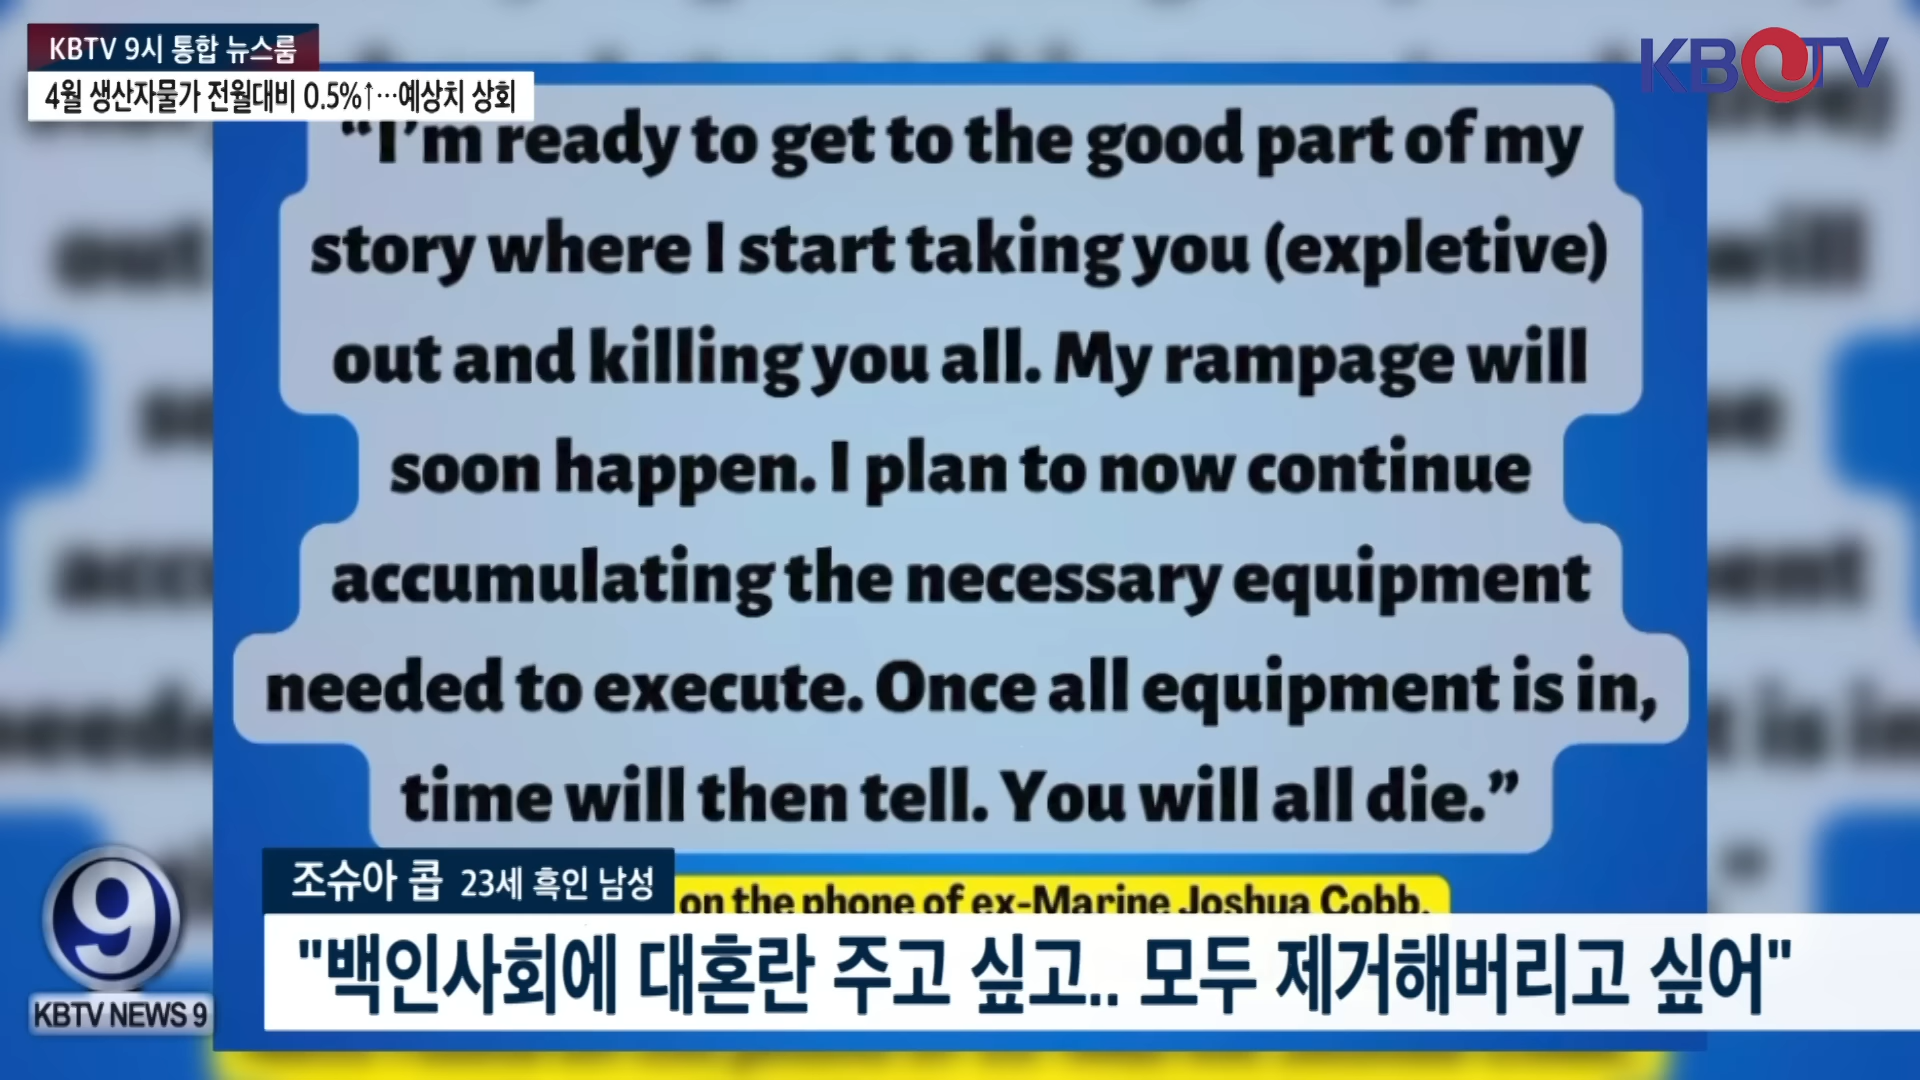 KBTV 9시 통합 뉴스룸
4월 생산자물가 전월대비 0.5%↑…예상치 상회
KBTV
“I’m ready to get to the good part of my
story where I start taking you (expletive)
out and killing you all. My rampage will
soon happen. I plan to now continue
accumulating the necessary equipment
needed to execute. Once all equipment is in,
time will then tell. You will all die.”
조슈아 콥 23세 흑인 남성
on the phone of ex-Marine Joshua Cobb.
"백인사회에 대혼란 주고 싶고.. 모두 제거해버리고 싶어"
9
KBTV NEWS 9